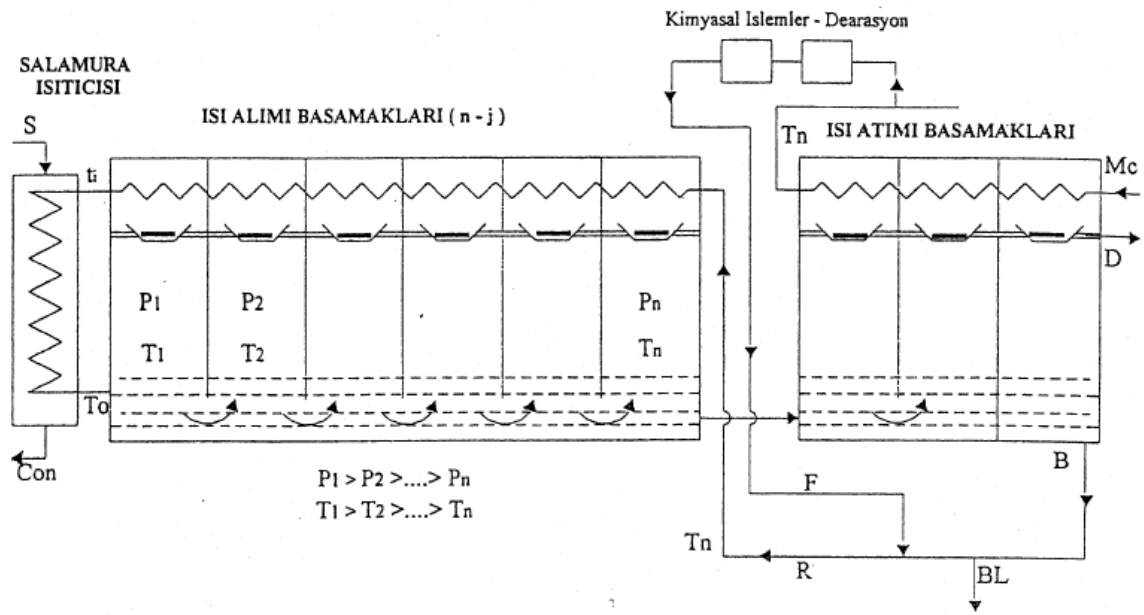 Kimyasal Islemler - Dearasyon
SALAMURA
ISITICISI
ISI ALIMI BASAMAKLARI ( n - j )
ISI ATIMI BASAMAKLARI
S
ti
Tn
Mc
D
P1
P2
Pn
T1
T2
Tn
To
Con
B
P1 > P2 >....> Pn
T1 > T2 >....> Tn
F
Tn
R
BL